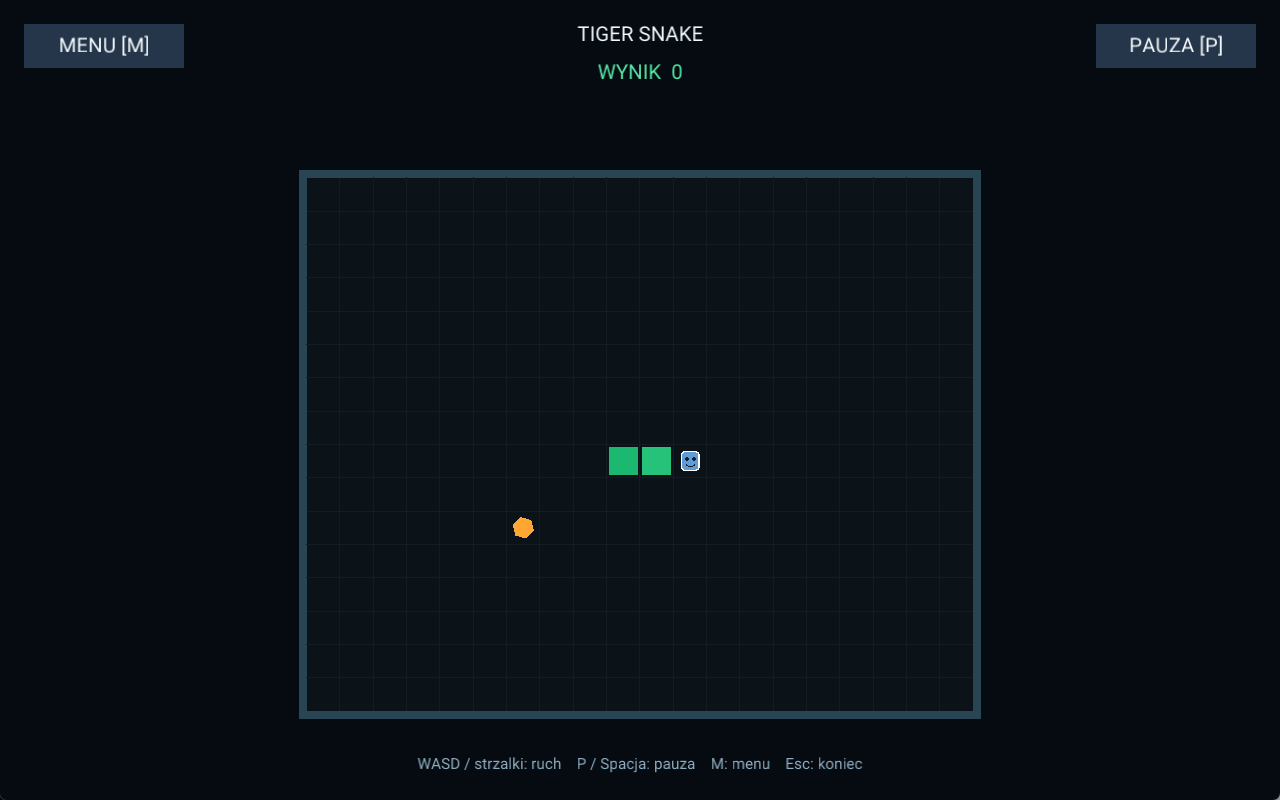 MENU [M]
TIGER SNAKE
PAUZA [P]
WYNIK 0
WASD / strzalki: ruch P / Spacja: pauza M: menu Esc: koniec